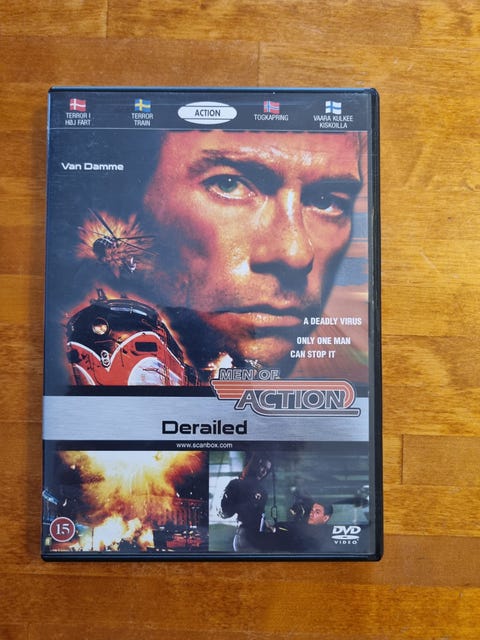 TERROR I
HØJ FART
TERROR
TRAIN
ACTION
TOGKAPRING
VAARA KULKEE
KISKOILLA
Van Damme
A DEADLY VIRUS
ONLY ONE MAN
CAN STOP IT
MEN OF
ACTION
Derailed
www.scanbox.com
15
DVD
VIDEO